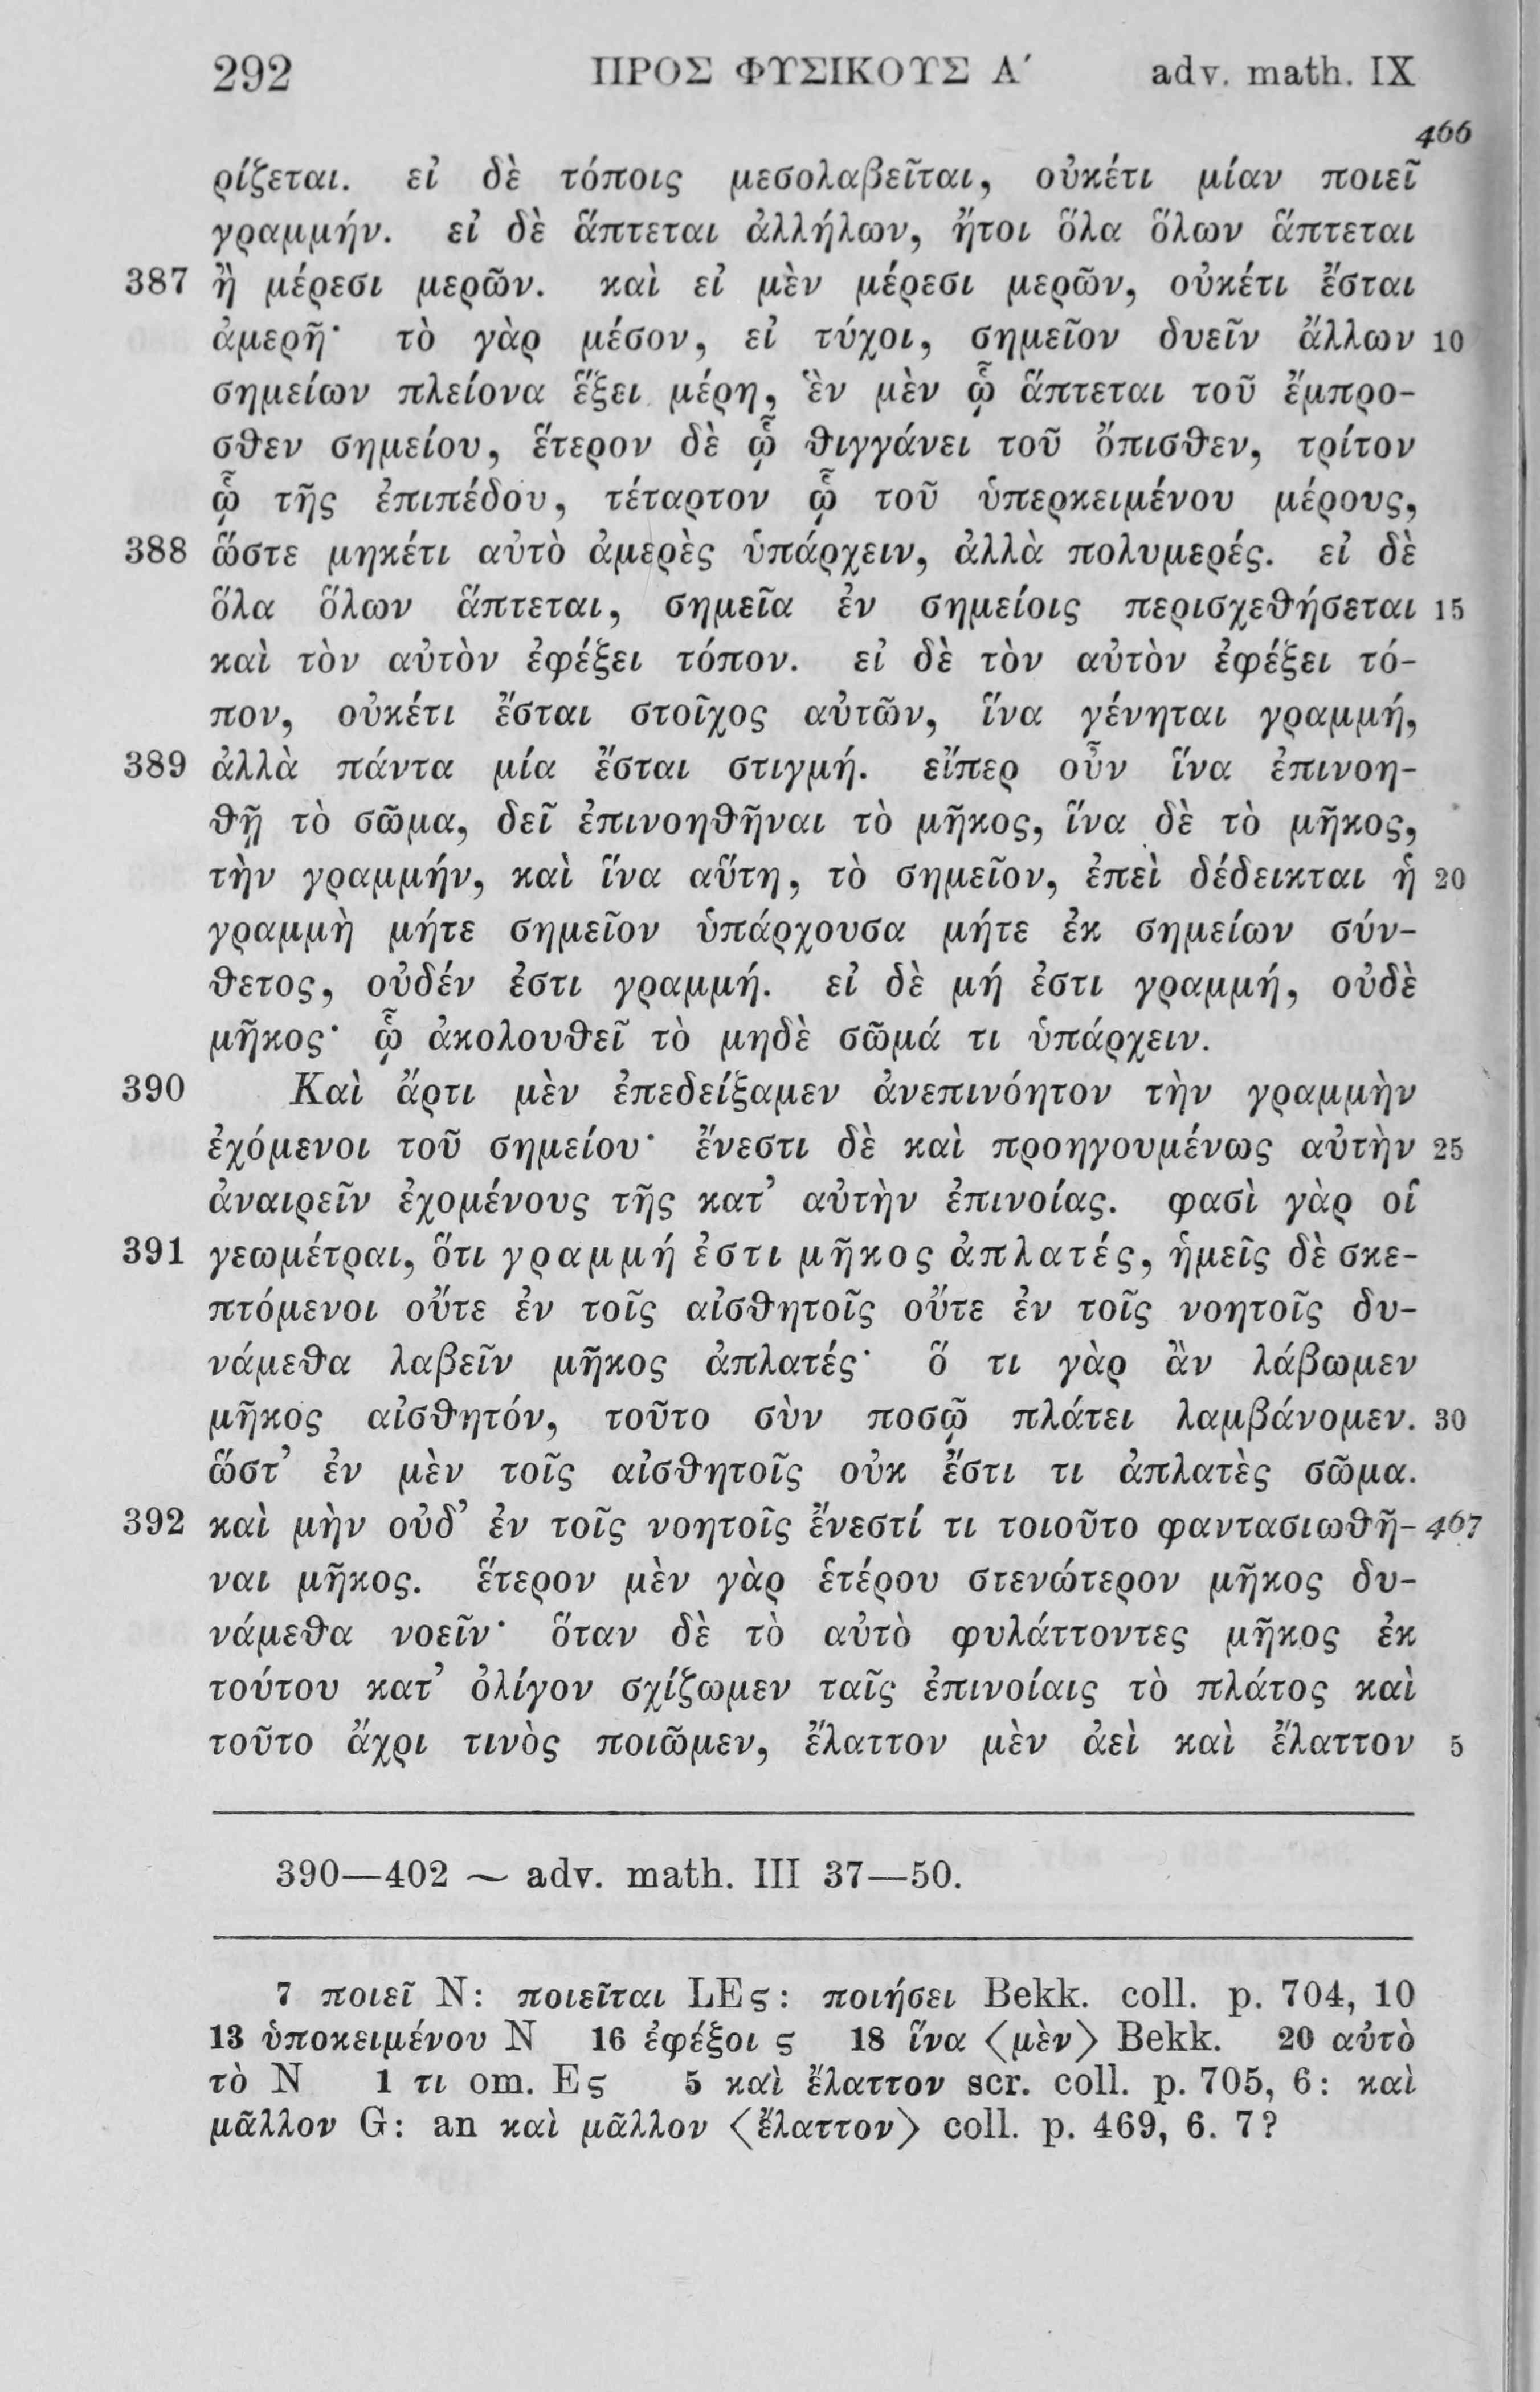 292 ΠΡΟΣ ΦΥΣΙΚΟΥΣ Α΄ adv. math. IX
466
ρίζεται. εἰ δὲ τόποις μεσολαβεῖται, οὐκέτι μίαν ποιεῖ
γραμμήν. εἰ δὲ ἅπτεται ἀλλήλων, ἤτοι ὅλα ὅλων ἅπτεται
387 ἢ μέρεσι μερῶν. καὶ εἰ μὲν μέρεσι μερῶν, οὐκέτι ἔσται
ἀμερῆ· τὸ γὰρ μέσον, εἰ τύχοι, σημεῖον δυεῖν ἄλλων 10
σημείων πλείονα ἕξει μέρη, ἓν μὲν ᾧ ἅπτεται τοῦ ἔμπρο-
σθεν σημείου, ἕτερον δὲ ᾧ θιγγάνει τοῦ ὄπισθεν, τρίτον
ᾧ τῆς ἐπιπέδου, τέταρτον ᾧ τοῦ ὑπερκειμένου μέρους,
388 ὥστε μηκέτι αὐτὸ ἀμερὲς ὑπάρχειν, ἀλλὰ πολυμερές. εἰ δὲ
ὅλα ὅλων ἅπτεται, σημεῖα ἐν σημείοις περισχεθήσεται 15
καὶ τὸν αὐτὸν ἐφέξει τόπον. εἰ δὲ τὸν αὐτὸν ἐφέξει τό-
πον, οὐκέτι ἔσται στοῖχος αὐτῶν, ἵνα γένηται γραμμή,
389 ἀλλὰ πάντα μία ἔσται στιγμή. εἴπερ οὖν ἵνα ἐπινοη-
θῇ τὸ σῶμα, δεῖ ἐπινοηθῆναι τὸ μῆκος, ἵνα δὲ τὸ μῆκος,
τὴν γραμμήν, καὶ ἵνα αὕτη, τὸ σημεῖον, ἐπεὶ δέδεικται ἡ 20
γραμμὴ μήτε σημεῖον ὑπάρχουσα μήτε ἐκ σημείων σύν-
θετος, οὐδέν ἐστι γραμμή. εἰ δὲ μή ἐστι γραμμή, οὐδὲ
μῆκος· ᾧ ἀκολουθεῖ τὸ μηδὲ σῶμά τι ὑπάρχειν.
390 Καὶ ἄρτι μὲν ἐπεδείξαμεν ἀνεπινόητον τὴν γραμμὴν
ἐχόμενοι τοῦ σημείου· ἔνεστι δὲ καὶ προηγουμένως αὐτὴν 25
ἀναιρεῖν ἐχομένους τῆς κατ’ αὐτὴν ἐπινοίας. φασὶ γὰρ οἱ
391 γεωμέτραι, ὅτι γραμμή ἐστι μῆκος ἀπλατές, ἡμεῖς δὲ σκε-
πτόμενοι οὔτε ἐν τοῖς αἰσθητοῖς οὔτε ἐν τοῖς νοητοῖς δυ-
νάμεθα λαβεῖν μῆκος ἀπλατές· ὅ τι γὰρ ἂν λάβωμεν
μῆκος αἰσθητόν, τοῦτο σὺν ποσῷ πλάτει λαμβάνομεν. 30
ὥστ’ ἐν μὲν τοῖς αἰσθητοῖς οὐκ ἔστι τι ἀπλατὲς σῶμα.
392 καὶ μὴν οὐδ’ ἐν τοῖς νοητοῖς ἔνεστί τι τοιοῦτο φαντασιωθῆ- 467
ναι μῆκος. ἕτερον μὲν γὰρ ἑτέρου στενώτερον μῆκος δυ-
νάμεθα νοεῖν· ὅταν δὲ τὸ αὐτὸ φυλάττοντες μῆκος ἐκ
τούτου κατ’ ὀλίγον σχίζωμεν ταῖς ἐπινοίαις τὸ πλάτος καὶ
τοῦτο ἄχρι τινὸς ποιῶμεν, ἔλαττον μὲν ἀεὶ καὶ ἔλαττον 5
390—402 ~ adv. math. III 37—50.
7 ποιεῖ N: ποιεῖται LEς: ποιήσει Bekk. coll. p. 704, 10
13 ὑποκειμένου N 16 ἐφέξοι ς 18 ἵνα ⟨μὲν⟩ Bekk. 20 αὐτὸ
τὸ N 1 τι om. Eς 5 καὶ ἔλαττον scr. coll. p. 705, 6: καὶ
μᾶλλον G: an καὶ μᾶλλον ⟨ἔλαττον⟩ coll. p. 469, 6. 7?